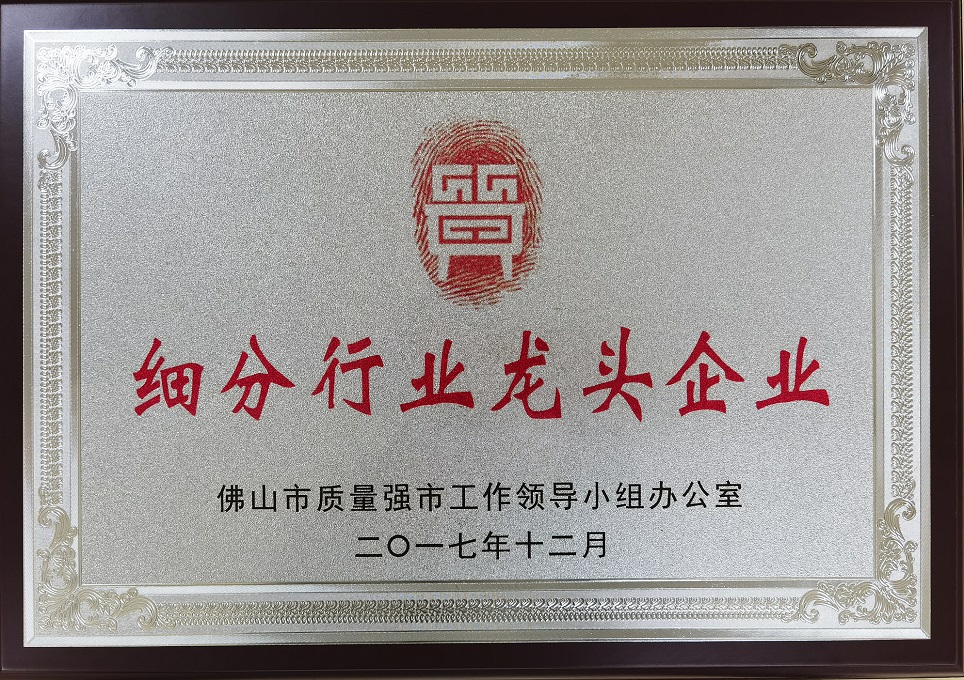 细分行业龙头企业
佛山市质量强市工作领导小组办公室
二〇一七年十二月